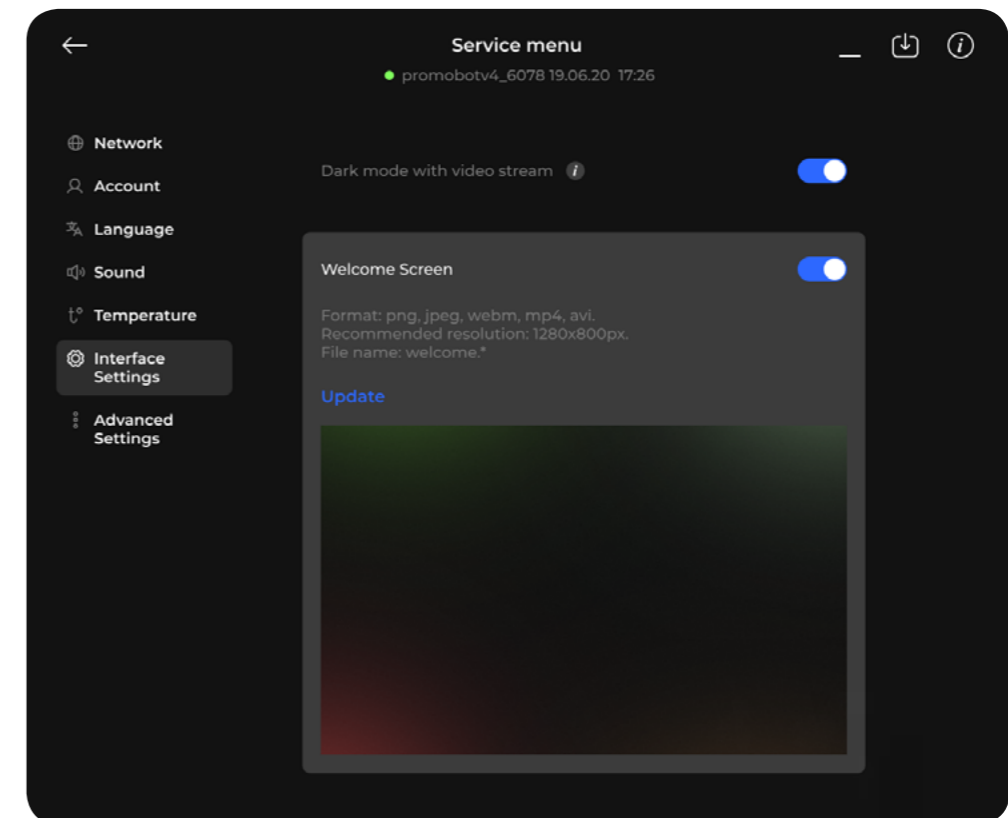 Service menu
promobotv4_6078 19.06.20 17:26
Network
Account
Language
Sound
t° Temperature
Interface
Settings
Advanced
Settings
Dark mode with video stream i
Welcome Screen
Format: png, jpeg, webm, mp4, avi.
Recommended resolution: 1280x800px.
File name: welcome.*
Update